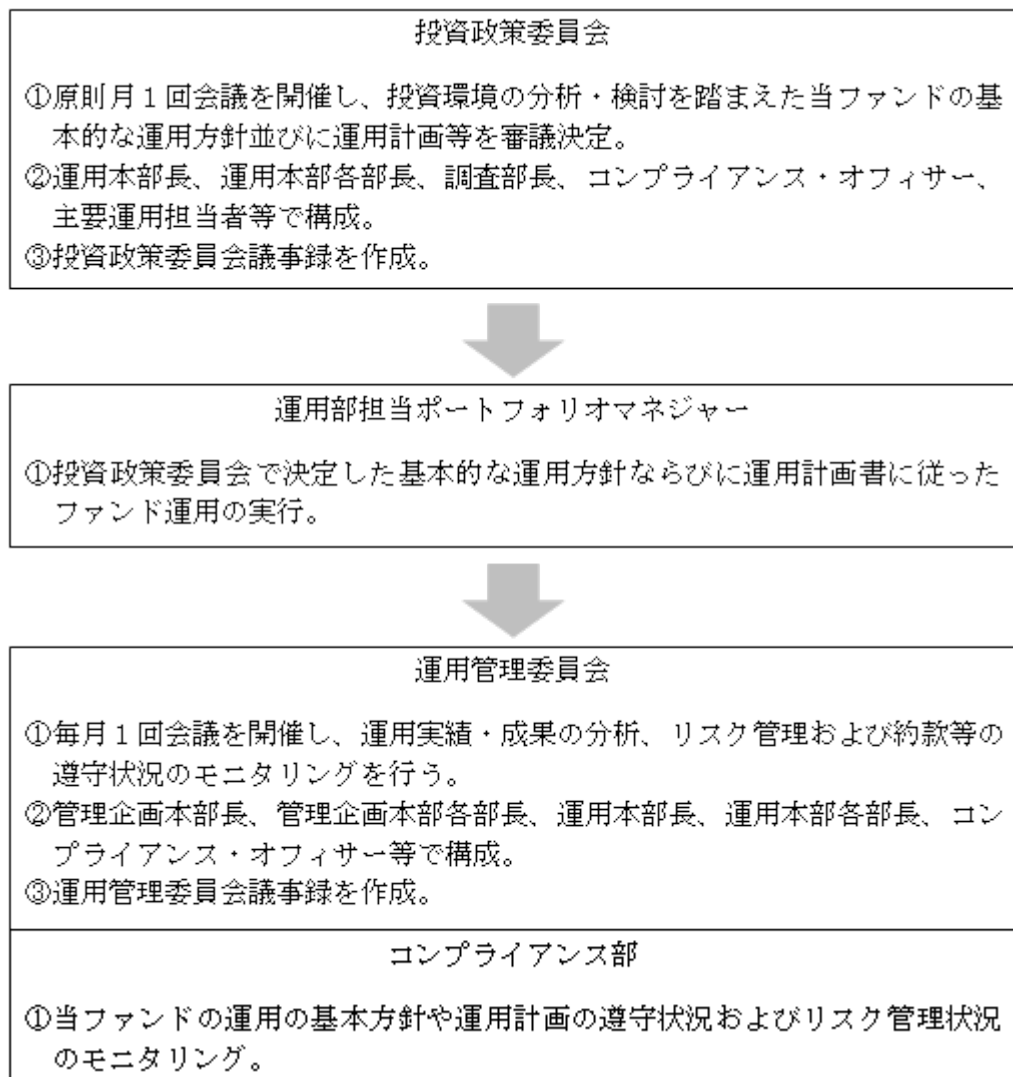 投資政策委員会
①原則月１回会議を開催し、投資環境の分析・検討を踏まえた当ファンドの基
本的な運用方針並びに運用計画等を審議決定。
②運用本部長、運用本部各部長、調査部長、コンプライアンス・オフィサー、
主要運用担当者等で構成。
③投資政策委員会議事録を作成。
運用部担当ポートフォリオマネジャー
①投資政策委員会で決定した基本的な運用方針ならびに運用計画書に従った
ファンド運用の実行。
運用管理委員会
①毎月１回会議を開催し、運用実績・成果の分析、リスク管理および約款等の
遵守状況のモニタリングを行う。
②管理企画本部長、管理企画本部各部長、運用本部長、運用本部各部長、コン
プライアンス・オフィサー等で構成。
③運用管理委員会議事録を作成。
コンプライアンス部
①当ファンドの運用の基本方針や運用計画の遵守状況およびリスク管理状況
のモニタリング。